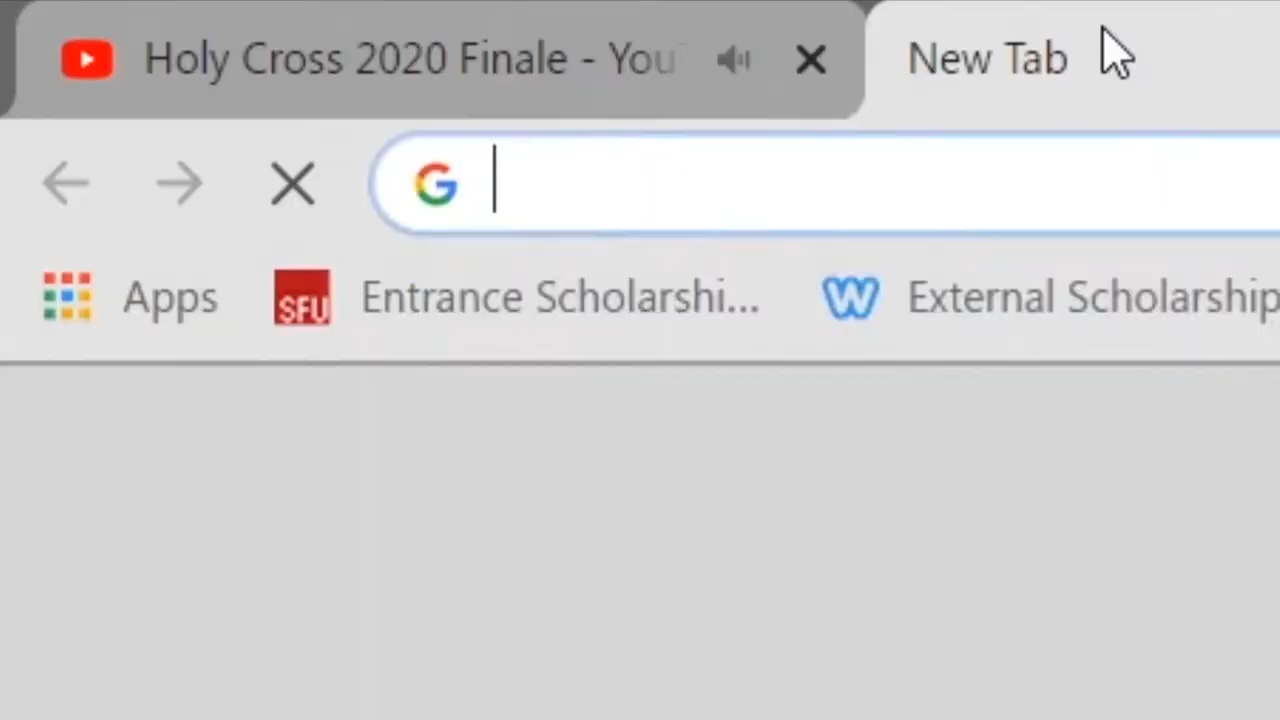 Holy Cross 2020 Finale - You
New Tab
Apps
SFU
Entrance Scholarshi...
External Scholarship